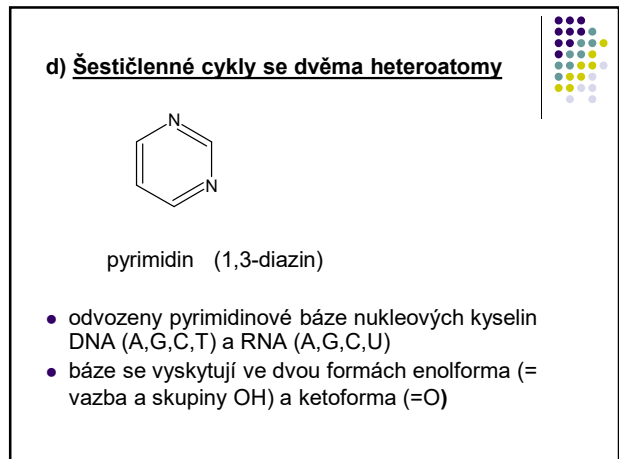 d) Šestičlenné cykly se dvěma heteroatomy
N
N
pyrimidin (1,3-diazin)
● odvozeny pyrimidinové báze nukleových kyselin
DNA (A,G,C,T) a RNA (A,G,C,U)
● báze se vyskytují ve dvou formách enolforma (=
vazba a skupiny OH) a ketoforma (=O)